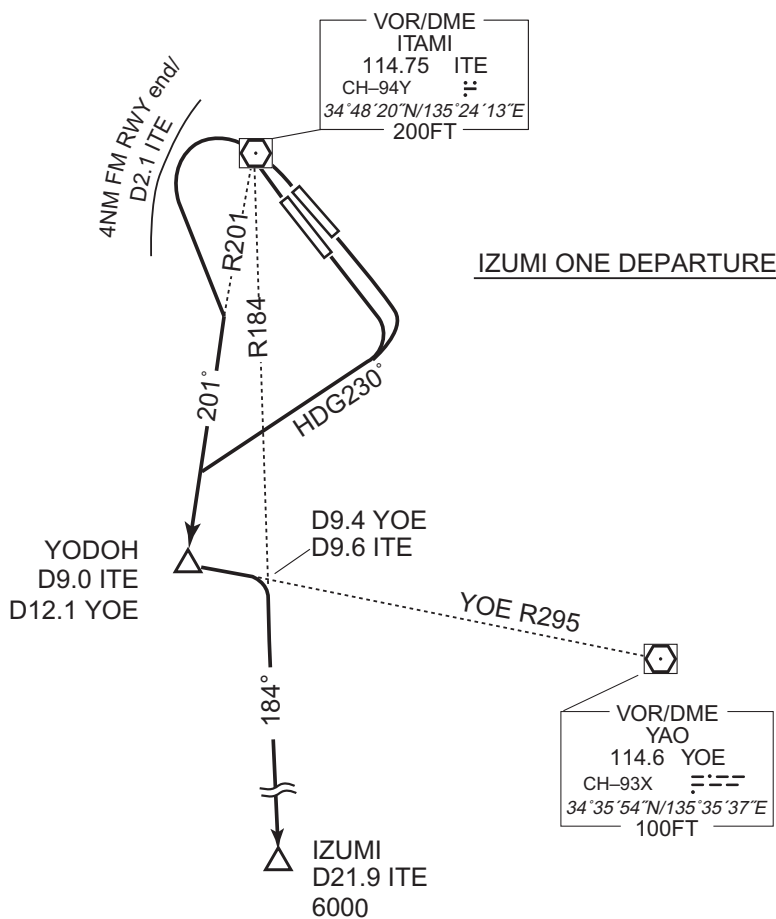 VOR/DME
ITAMI
114.75 ITE
CH–94Y
34°48′20″N/135°24′13″E
200FT
4NM FM RWY end/
D2.1 ITE
IZUMI ONE DEPARTURE
R201
R184
201°
HDG230°
D9.4 YOE
D9.6 ITE
YODOH
D9.0 ITE
D12.1 YOE
YOE R295
184°
VOR/DME
YAO
114.6 YOE
CH–93X
34°35′54″N/135°35′37″E
100FT
IZUMI
D21.9 ITE
6000